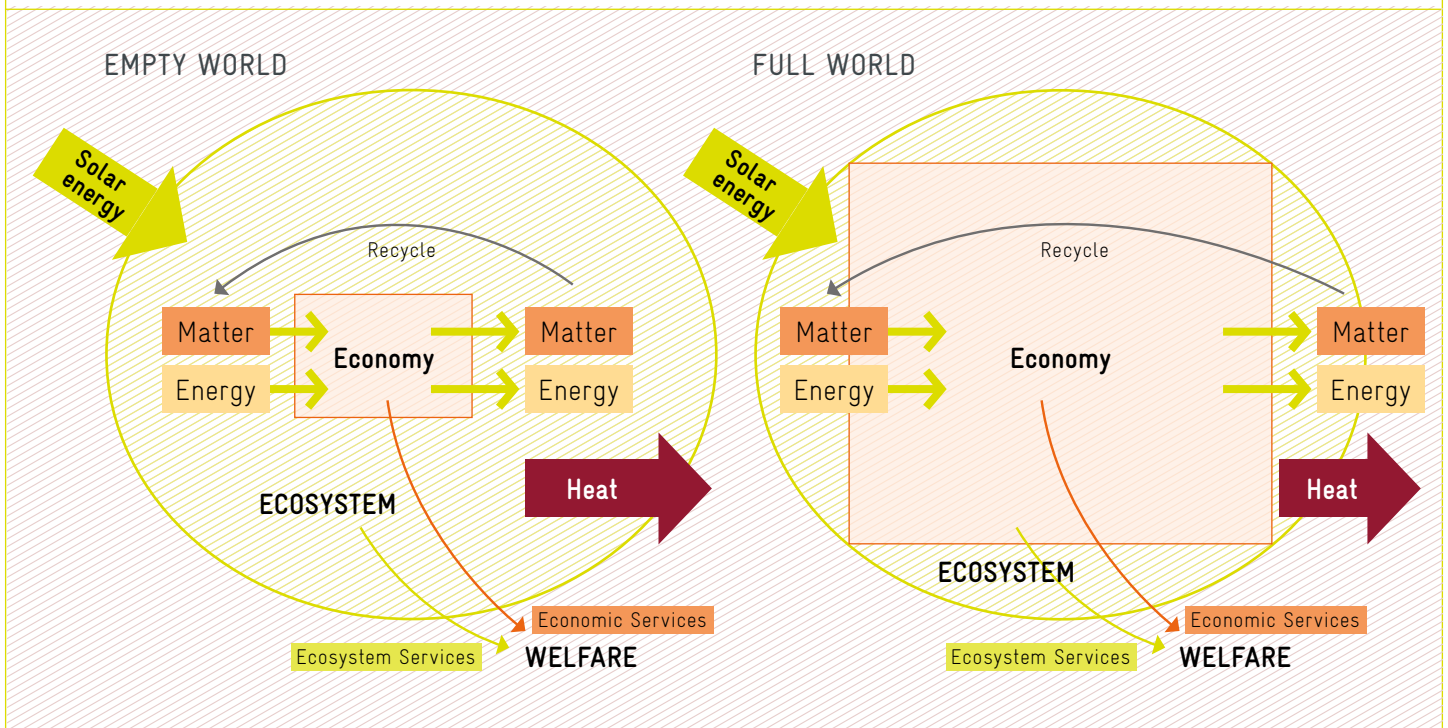 EMPTY WORLD
Solar
energy
Recycle
Matter
Energy
Economy
Matter
Energy
Heat
ECOSYSTEM
Economic Services
Ecosystem Services
WELFARE
FULL WORLD
Solar
energy
Recycle
Matter
Energy
Economy
Matter
Energy
Heat
ECOSYSTEM
Economic Services
Ecosystem Services
WELFARE